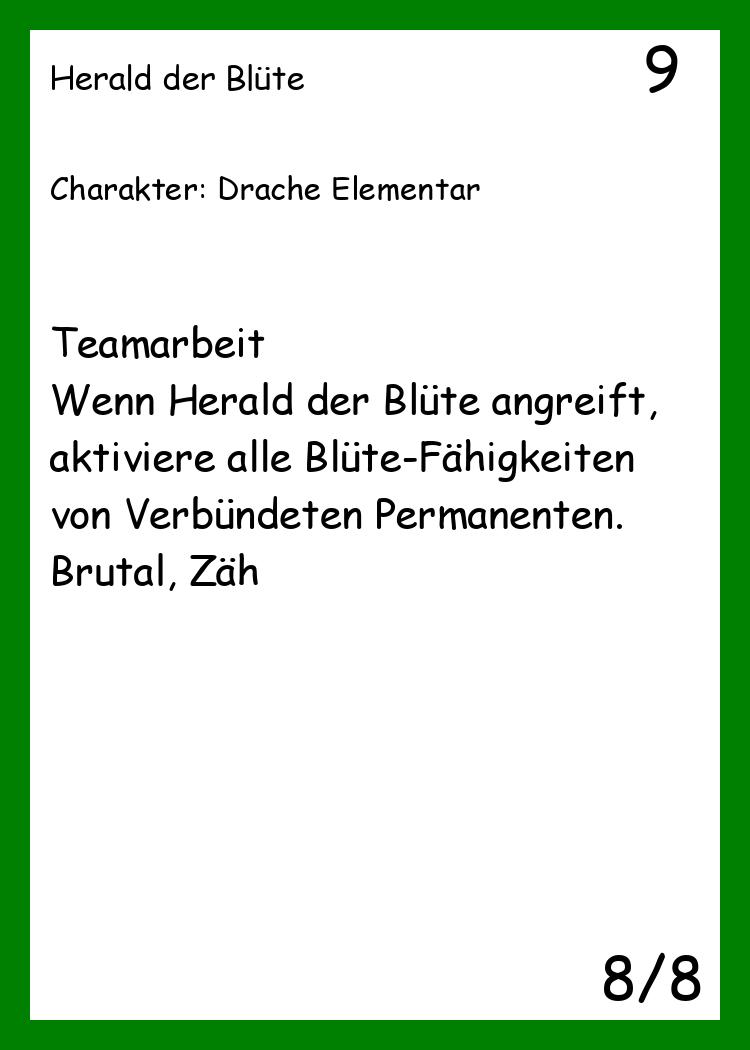 Herald der Blüte
9
Charakter: Drache Elementar
Teamarbeit
Wenn Herald der Blüte angreift,
aktiviere alle Blüte-Fähigkeiten
von Verbündeten Permanenten.
Brutal, Zäh
8/8